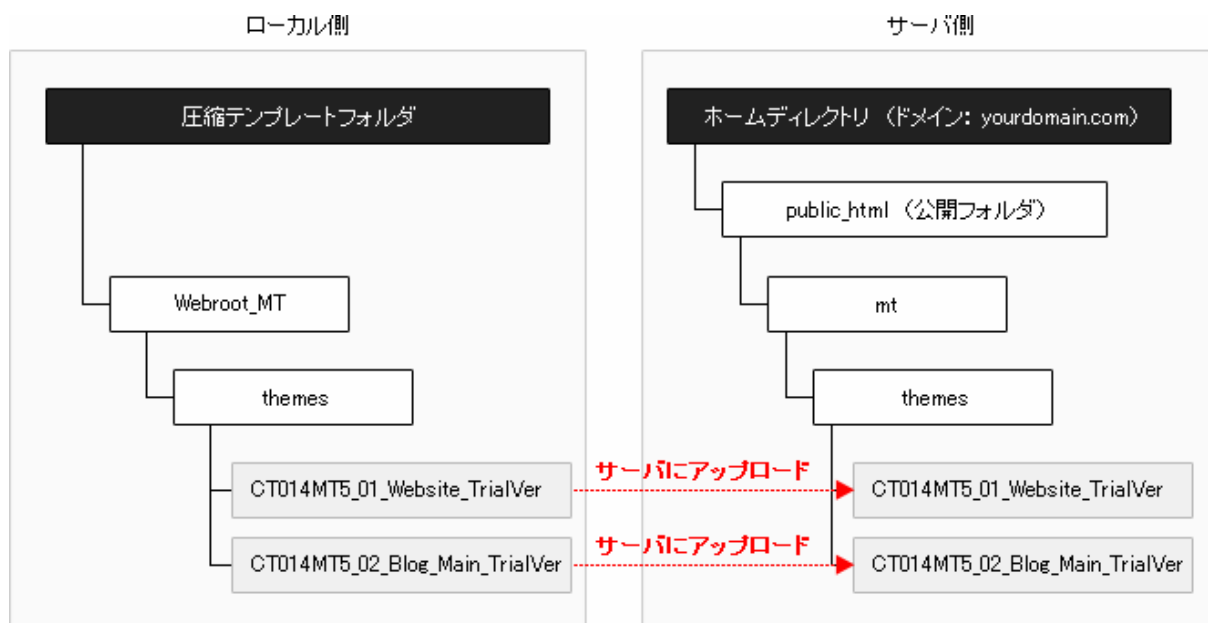 ローカル側
サーバ側
圧縮テンプレートフォルダ
ホームディレクトリ (ドメイン: yourdomain.com)
public_html (公開フォルダ)
Webroot_MT
mt
themes
themes
サーバにアップロード
CT014MT5_01_Website_TrialVer
CT014MT5_01_Website_TrialVer
サーバにアップロード
CT014MT5_02_Blog_Main_TrialVer
CT014MT5_02_Blog_Main_TrialVer